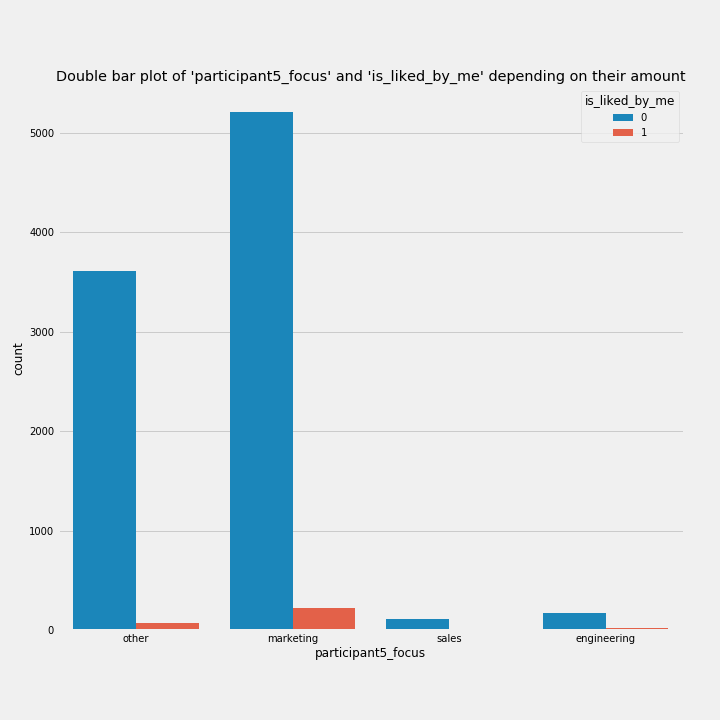 Double bar plot of 'participant5_focus' and 'is_liked_by_me' depending on their amount
is_liked_by_me
0
1
5000
4000
3000
2000
1000
0
count
other marketing sales engineering
participant5_focus